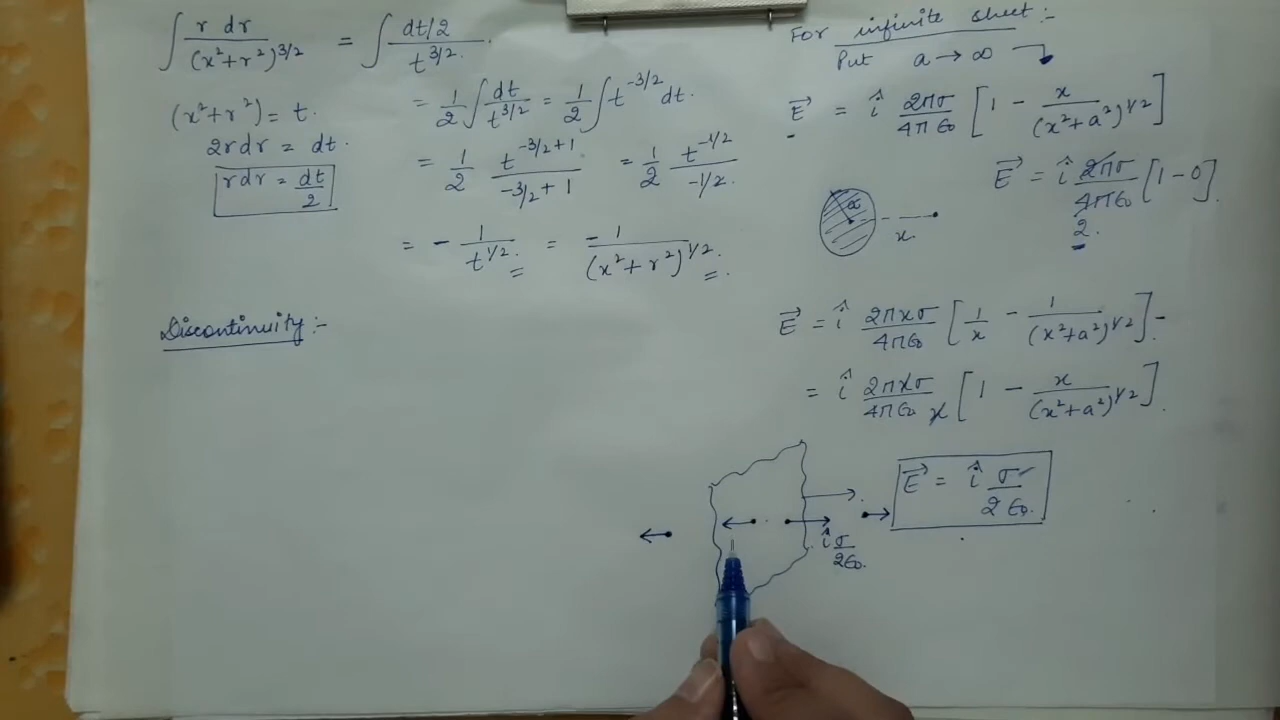 ∫ r dr / (x²+r²)^3/2 = ∫ dt/2 / t^3/2.
(x²+r²) = t.
2rdr = dt.
rdr = dt/2
= 1/2 ∫ dt/t^3/2 = 1/2 ∫ t^-3/2 dt.
= 1/2 t^-3/2+1 / -3/2+1 = 1/2 t^-1/2 / -1/2.
= - 1/t^1/2. = -1/(x²+r²)^1/2.
Discontinuity :-
For infinite sheet :-
Put a → ∞
E⃗ = î 2πσ/4πε₀ [1 - x/(x²+a²)^1/2]
E⃗ = î 2πσ/4πε₀ [1-0].
2.
a
x
E⃗ = î 2πxσ/4πε₀ [1/x - 1/(x²+a²)^1/2].
= î 2πxσ/4πε₀ x [1 - x/(x²+a²)^1/2].
E⃗ = î σ/2ε₀.
î σ/2ε₀.